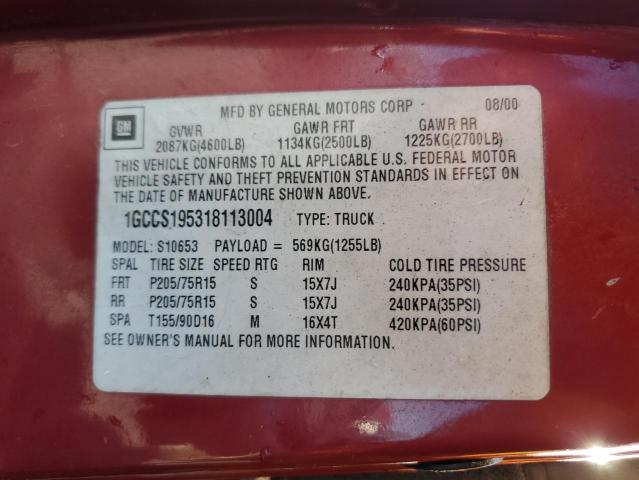 MFD BY GENERAL MOTORS CORP 08/00
GM
GVWR GAWR FRT GAWR RR
2087KG(4600LB) 1134KG(2500LB) 1225KG(2700LB)
THIS VEHICLE CONFORMS TO ALL APPLICABLE U.S. FEDERAL MOTOR
VEHICLE SAFETY AND THEFT PREVENTION STANDARDS IN EFFECT ON
THE DATE OF MANUFACTURE SHOWN ABOVE.
1GCCS195318113004 TYPE: TRUCK
MODEL: S10653 PAYLOAD = 569KG(1255LB)
SPAL TIRE SIZE SPEED RTG RIM COLD TIRE PRESSURE
FRT P205/75R15 S 15X7J 240KPA(35PSI)
RR P205/75R15 S 15X7J 240KPA(35PSI)
SPA T155/90D16 M 16X4T 420KPA(60PSI)
SEE OWNER'S MANUAL FOR MORE INFORMATION.